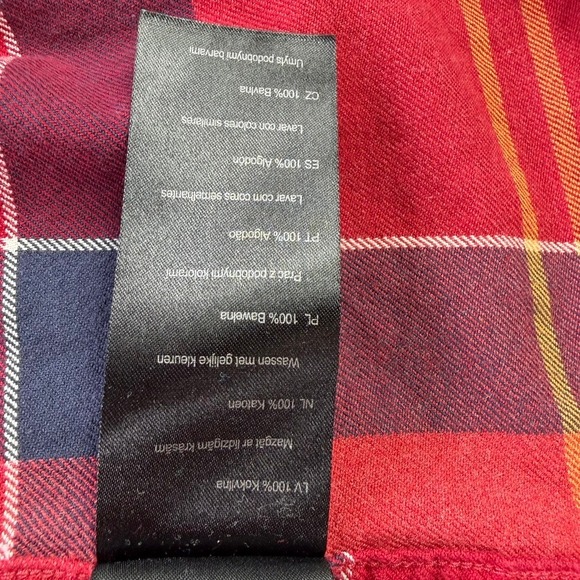 LV 100% Kokvilna
Mazgāt ar līdzīgām krāsām
NL 100% Katoen
Wassen met gelijke kleuren
PL 100% Bawełna
Prać z podobnymi kolorami
PT 100% Algodão
Lavar com cores semelhantes
ES 100% Algodón
Lavar con colores similares
CZ 100% Bavlna
Umyts podobnymi barvami